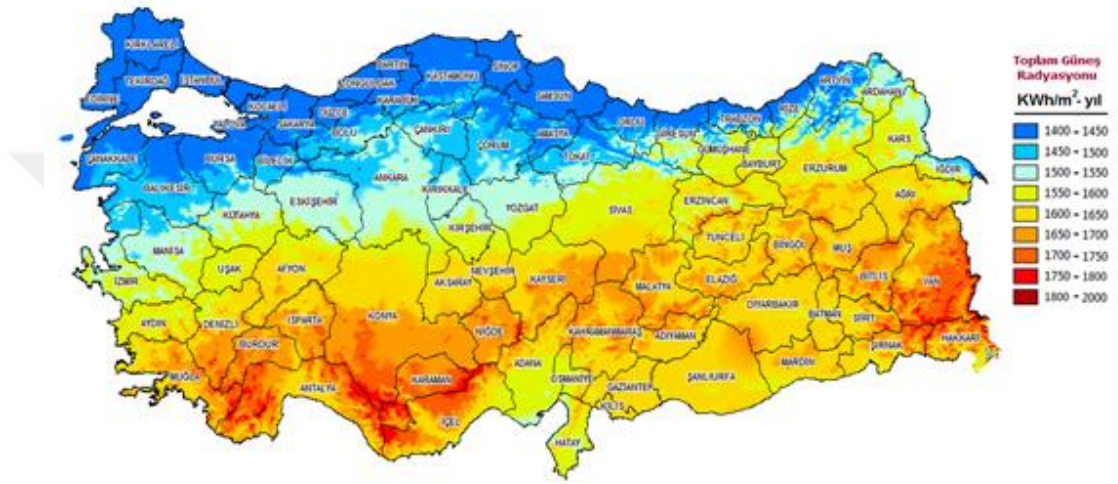 KIRKLARELİ
TEKİRDAĞ
İSTANBUL
EDİRNE
KOCAELİ
YALOVA
SAKARYA
DÜZCE
ZONGULDAK
BARTIN
KARABÜK
KASTAMONU
SİNOP
SAMSUN
ORDU
GİRESUN
TRABZON
RİZE
ARTVİN
ARDAHAN
KARS
IĞDIR
ÇANAKKALE
BALIKESİR
BURSA
BİLECİK
BOLU
ÇANKIRI
ÇORUM
AMASYA
TOKAT
GÜMÜŞHANE
BAYBURT
ERZURUM
AĞRI
KÜTAHYA
ESKİŞEHİR
ANKARA
KIRIKKALE
YOZGAT
SİVAS
ERZİNCAN
KIRŞEHİR
MANİSA
İZMİR
UŞAK
AFYON
AKSARAY
NEVŞEHİR
KAYSERİ
MALATYA
TUNCELİ
ELAZIĞ
BİNGÖL
MUŞ
BİTLİS
VAN
AYDIN
DENİZLİ
ISPARTA
BURDUR
KONYA
NİĞDE
KAHRAMANMARAŞ
ADIYAMAN
DİYARBAKIR
BATMAN
SİİRT
ŞIRNAK
HAKKARİ
MUĞLA
ANTALYA
KARAMAN
İÇEL
ADANA
OSMANİYE
GAZİANTEP
KİLİS
ŞANLIURFA
MARDİN
HATAY
Toplam Güneş
Radyasyonu
KWh/m²- yıl
1400 - 1450
1450 - 1500
1500 - 1550
1550 - 1600
1600 - 1650
1650 - 1700
1700 - 1750
1750 - 1800
1800 - 2000